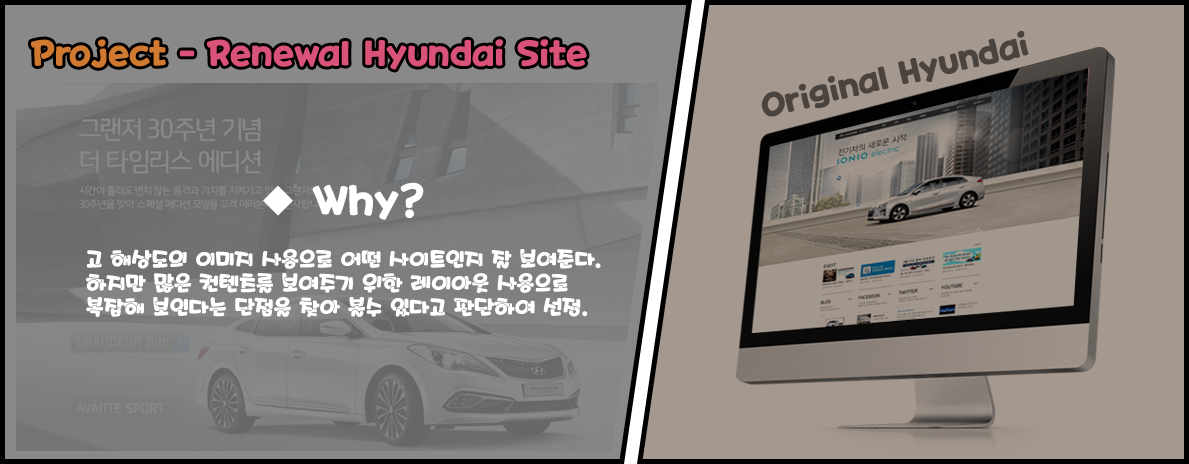 Project - Renewal Hyundai Site
그랜저 30주년 기념
더 타임리스 에디션
시간이 흘러도 변치 않는 품격과 가치를 지켜가고
30주년을 맞아 스페셜 에디션 모델을 고객
◆ Why?
고 해상도의 이미지 사용으로 어떤 사이트인지 잘 보여준다.
하지만 많은 컨텐트를 보여주기 위한 레이아웃 사용으로
복잡해 보인다는 단점을 찾아 볼수 있다고 판단하여 선정.
GRANDEUR 30th
AVANTE SPORT
Original Hyundai
전기차의 새로운 시작
IONIQ electric
EVENT
BLOG
FACEBOOK
TWITTER
YOUTUBE